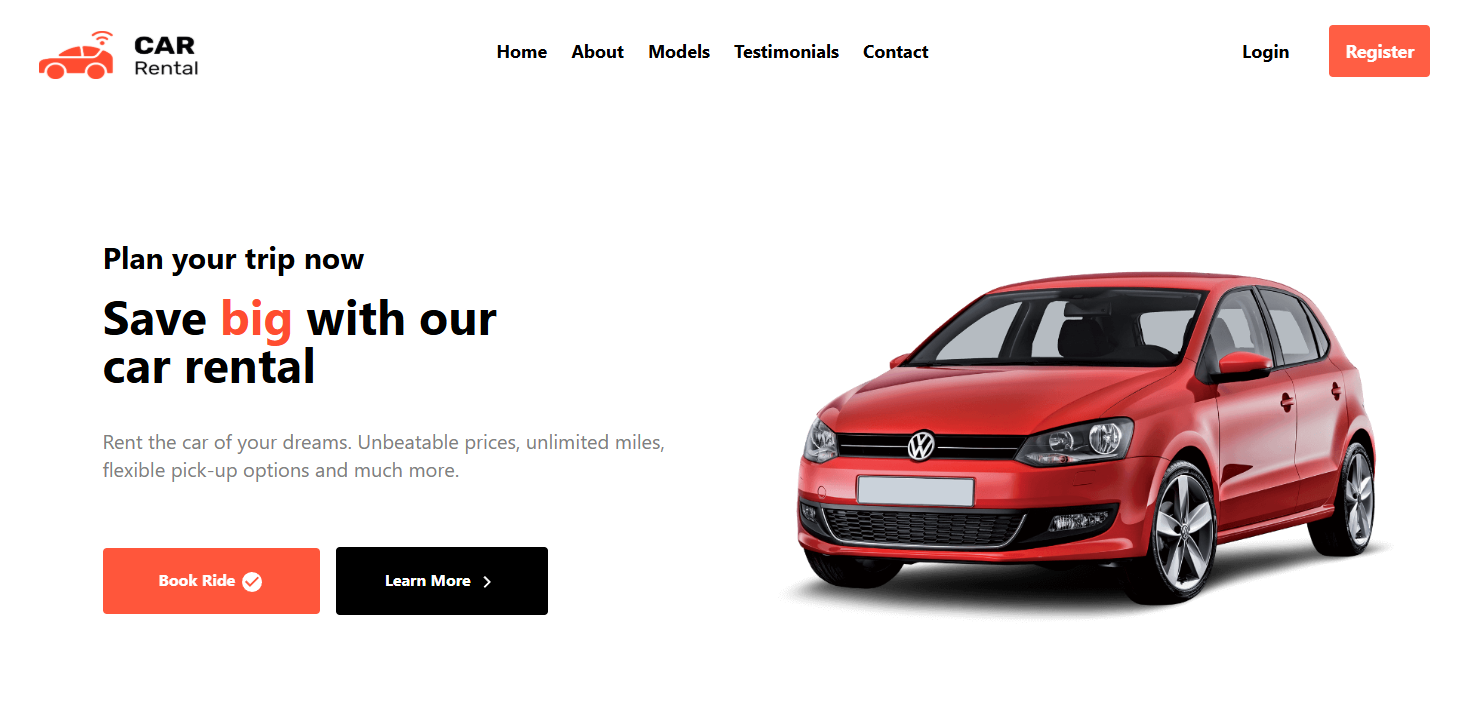 CAR
Rental
Home About Models Testimonials Contact
Login
Register
Plan your trip now
Save big with our
car rental
Rent the car of your dreams. Unbeatable prices, unlimited miles,
flexible pick-up options and much more.
Book Ride
Learn More